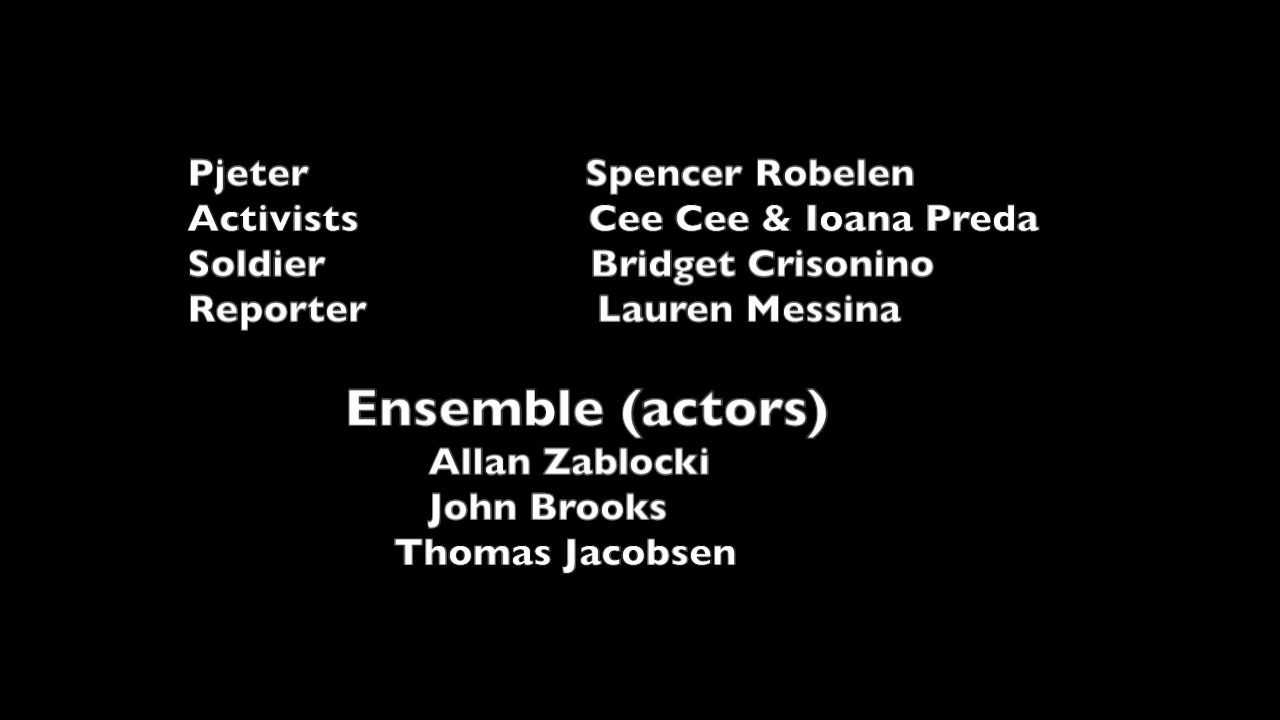 Pjeter Spencer Robelen
Activists Cee Cee & Ioana Preda
Soldier Bridget Crisonino
Reporter Lauren Messina
Ensemble (actors)
Allan Zablocki
John Brooks
Thomas Jacobsen